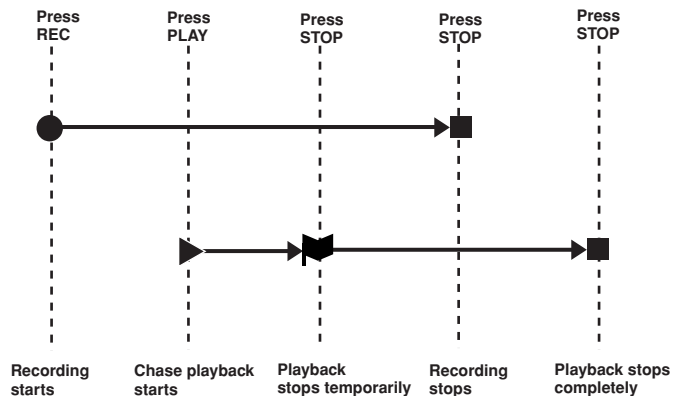 Press
REC
Press
PLAY
Press
STOP
Press
STOP
Press
STOP
Recording
starts
Chase playback
starts
Playback
stops temporarily
Recording
stops
Playback stops
completely